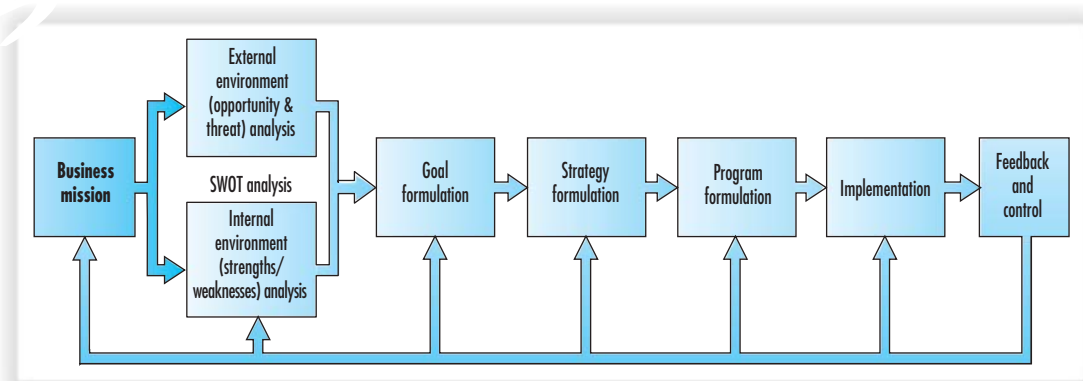 Business
mission
External
environment
(opportunity &
threat) analysis
SWOT analysis
Internal
environment
(strengths/
weaknesses) analysis
Goal
formulation
Strategy
formulation
Program
formulation
Implementation
Feedback
and
control